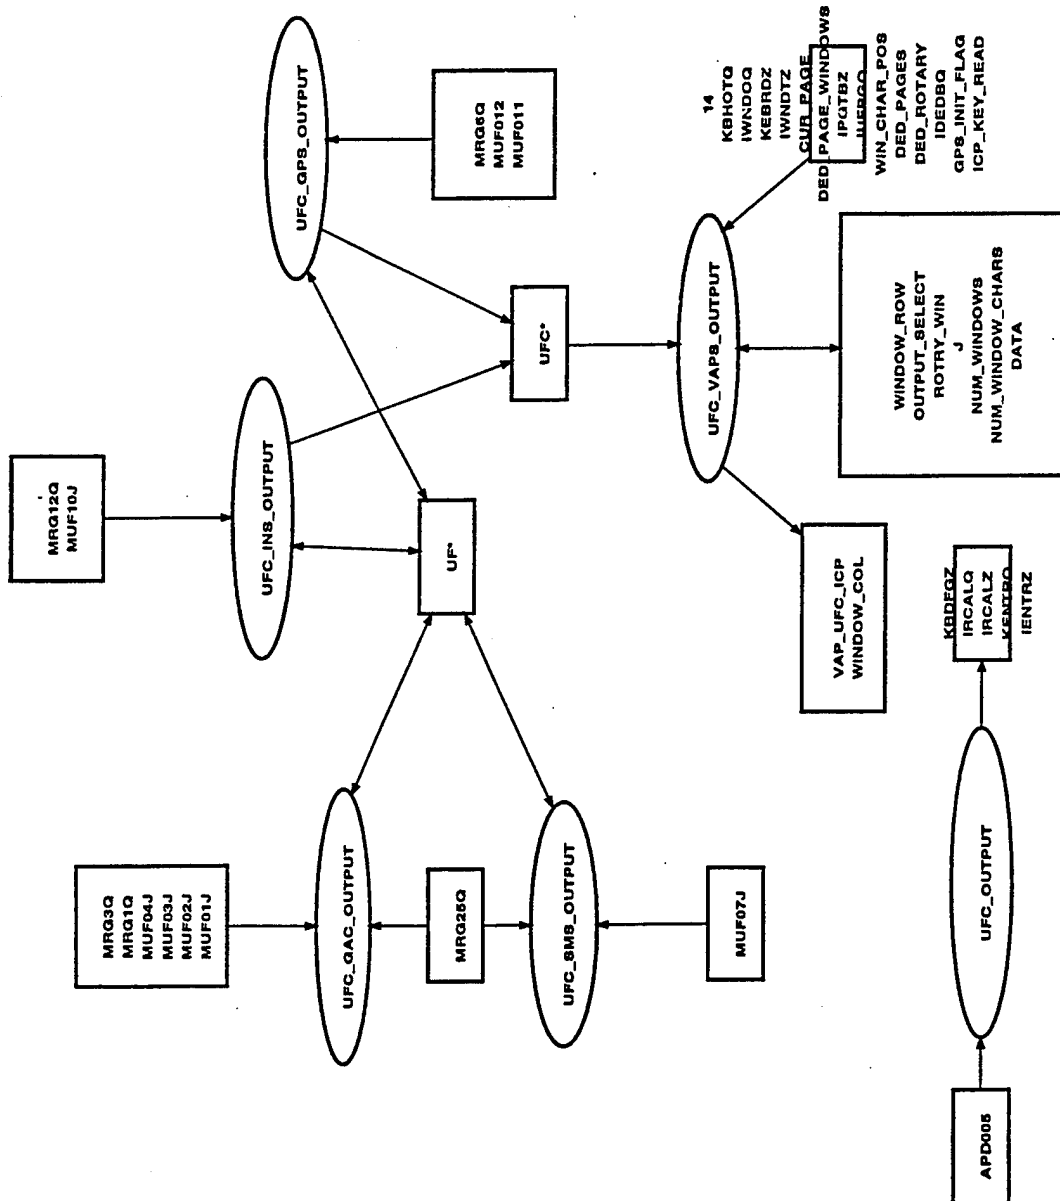 MRG3Q
MRG1Q
MUF04J
MUF03J
MUF02J
MUF01J
UFC_GAC_OUTPUT
MRG25Q
UFC_SMS_OUTPUT
MUF07J
MRG12Q
MUF10J
UFC_INS_OUTPUT
UF*
UFC_GPS_OUTPUT
MRG6Q
MUF012
MUF011
UFC*
UFC_VAPS_OUTPUT
14
KBHOTQ
IWNDOQ
KEBRDZ
IWNDTZ
CUR_PAGE
DED_PAGE_WINDOWS
IPGTBZ
WIN_CHAR_POS
DED_PAGES
DED_ROTARY
IDEDBQ
GPS_INIT_FLAG
ICP_KEY_READ
WINDOW_ROW
OUTPUT_SELECT
ROTRY_WIN
J
NUM_WINDOWS
NUM_WINDOW_CHARS
DATA
VAP_UFC_ICP
WINDOW_COL
APD005
UFC_OUTPUT
IRCALQ
IRCALZ
IENTRZ